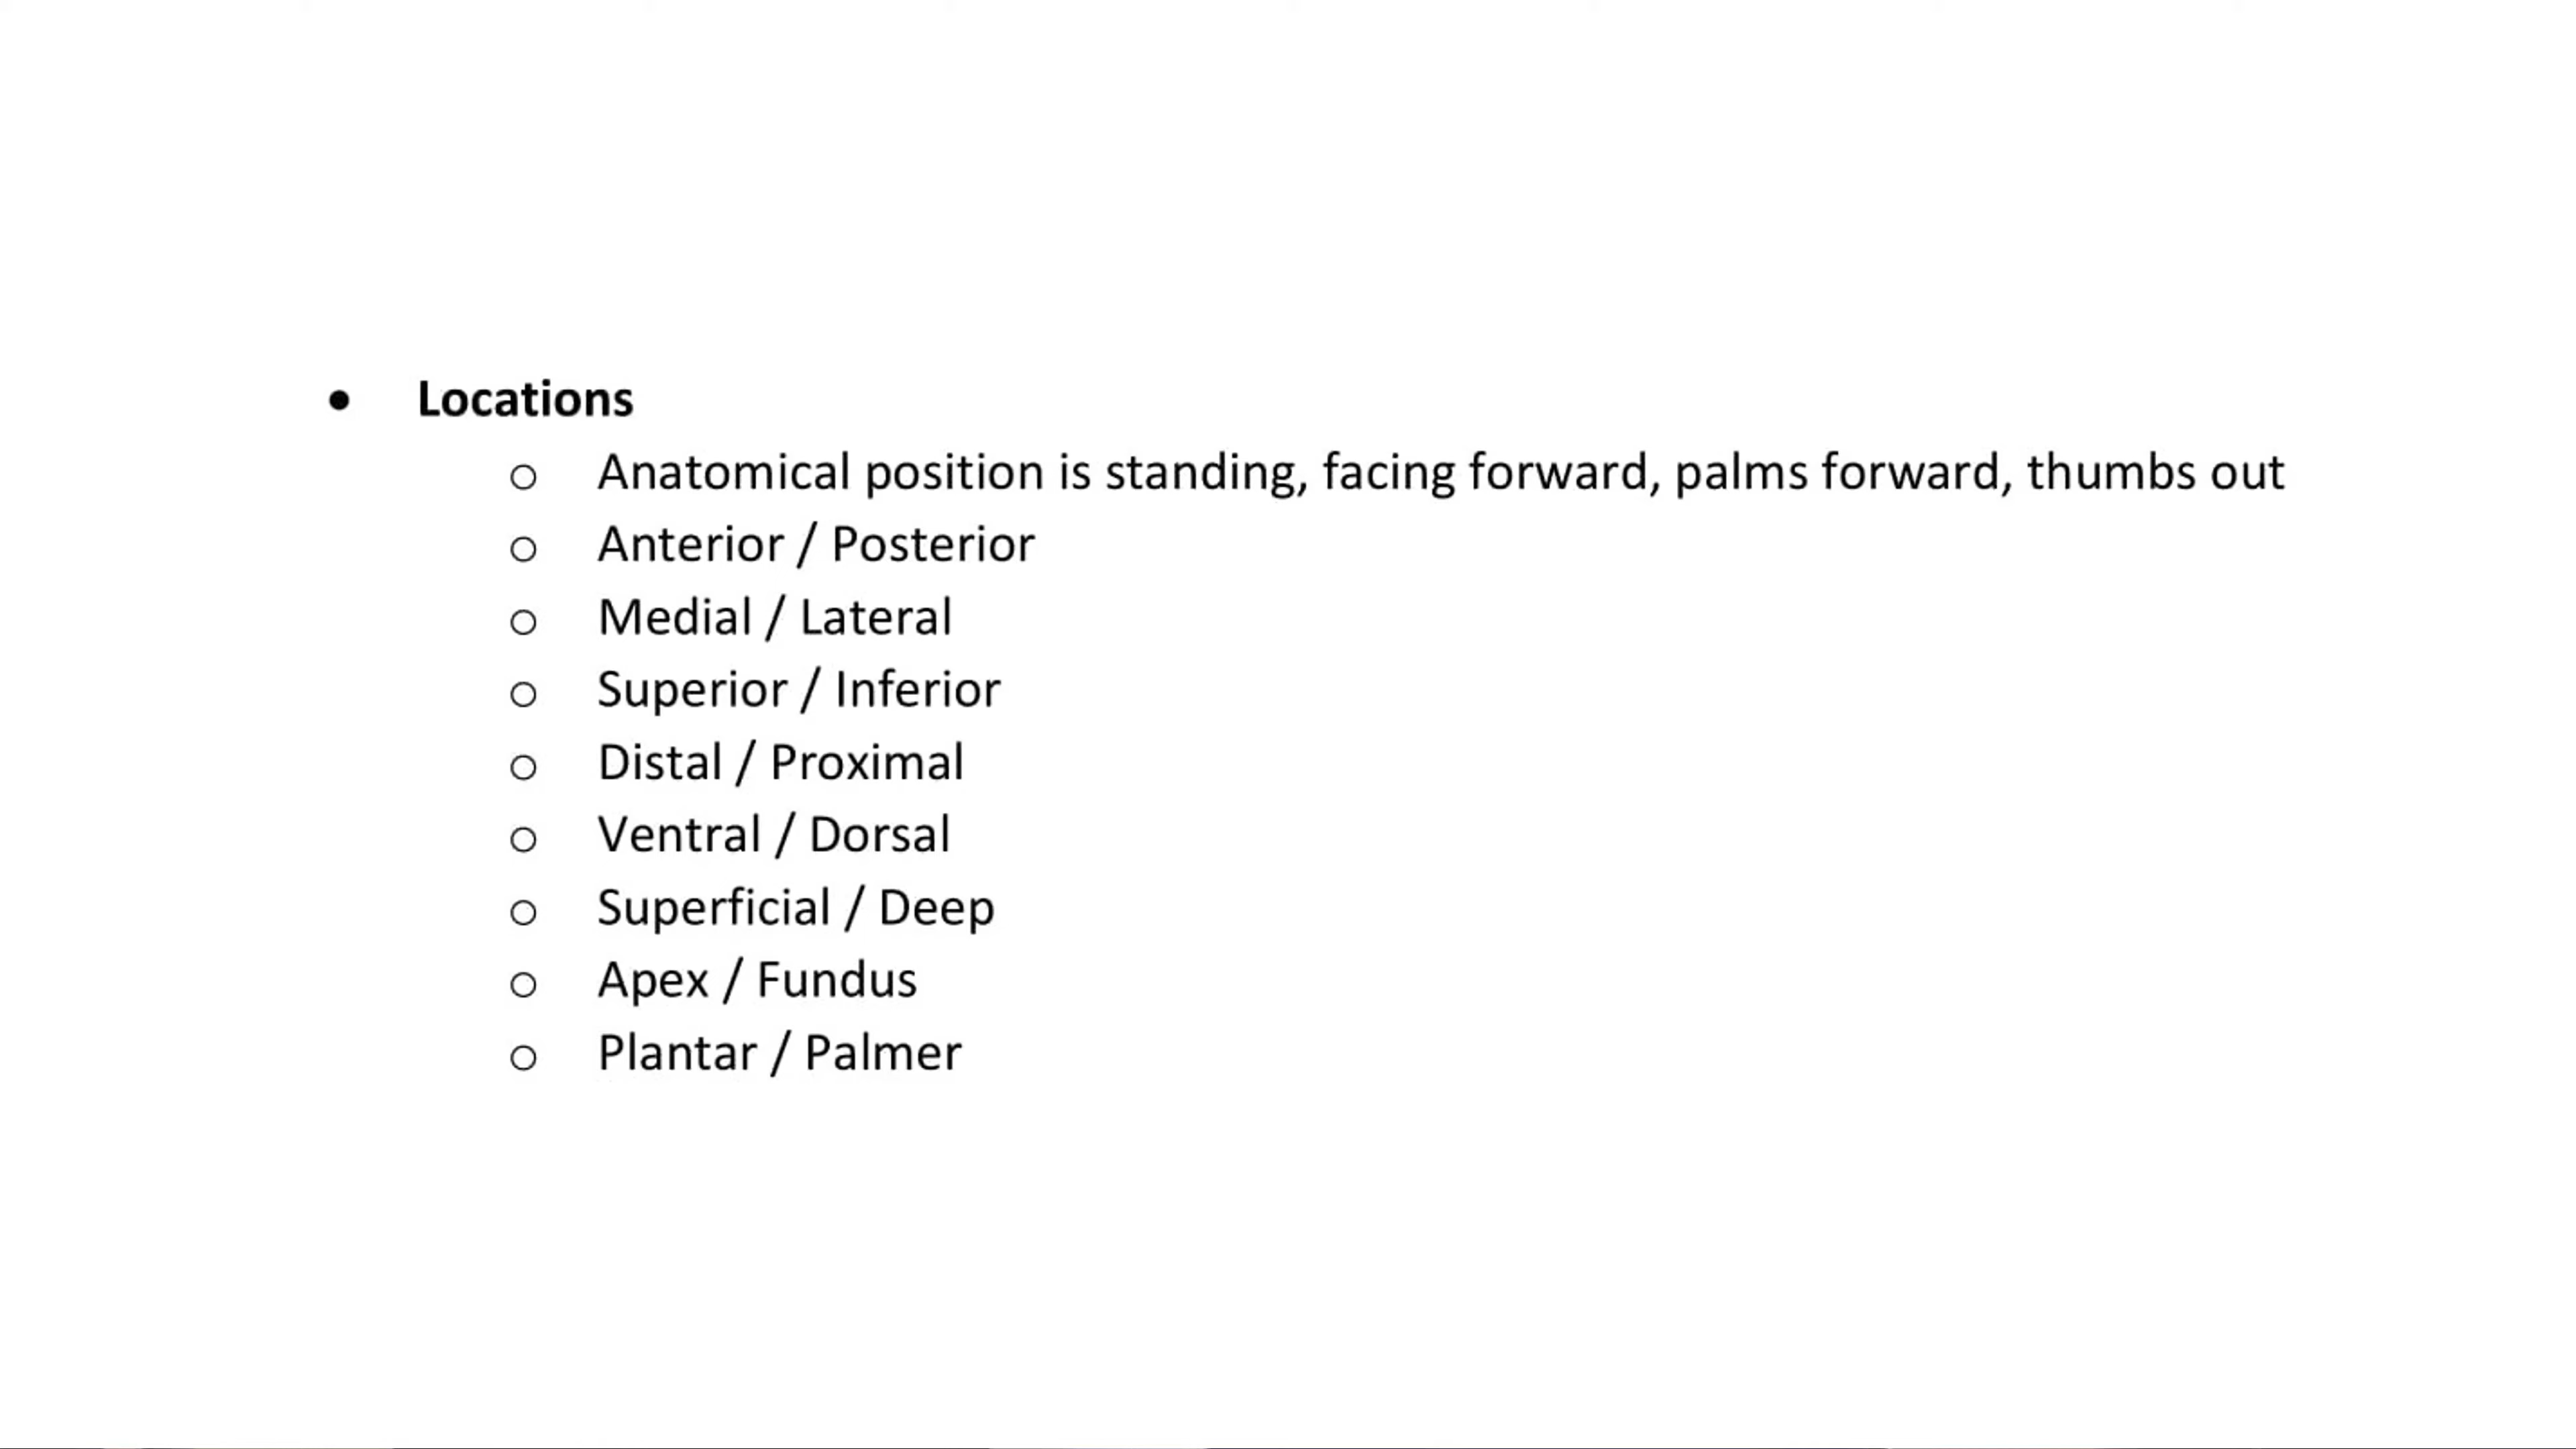 • Locations
○ Anatomical position is standing, facing forward, palms forward, thumbs out
○ Anterior / Posterior
○ Medial / Lateral
○ Superior / Inferior
○ Distal / Proximal
○ Ventral / Dorsal
○ Superficial / Deep
○ Apex / Fundus
○ Plantar / Palmer